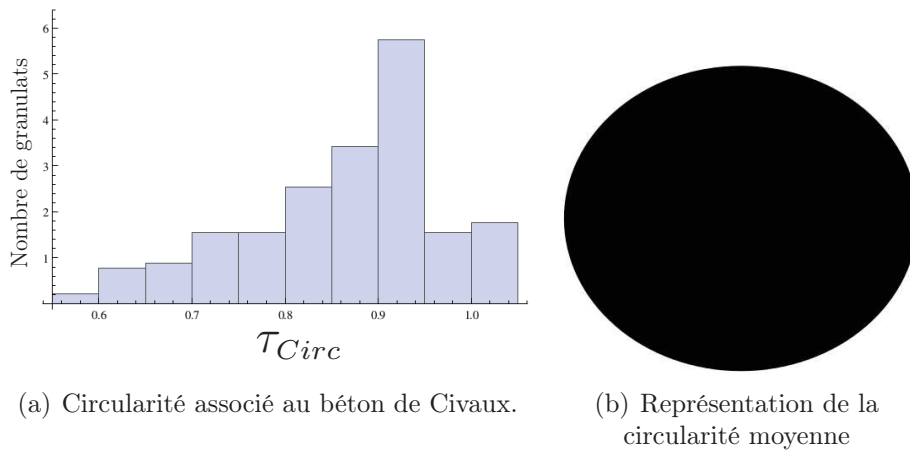 6
5
4
3
2
1
Nombre de granulats
0.6 0.7 0.8 0.9 1.0
τCirc
(a) Circularité associé au béton de Civaux.
(b) Représentation de la
circularité moyenne